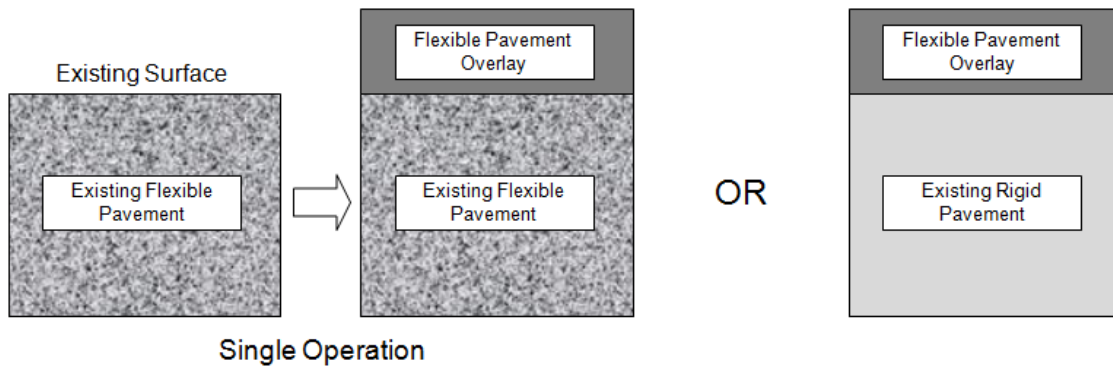 Existing Surface
Existing Flexible
Pavement
Flexible Pavement
Overlay
Existing Flexible
Pavement
OR
Flexible Pavement
Overlay
Existing Rigid
Pavement
Single Operation